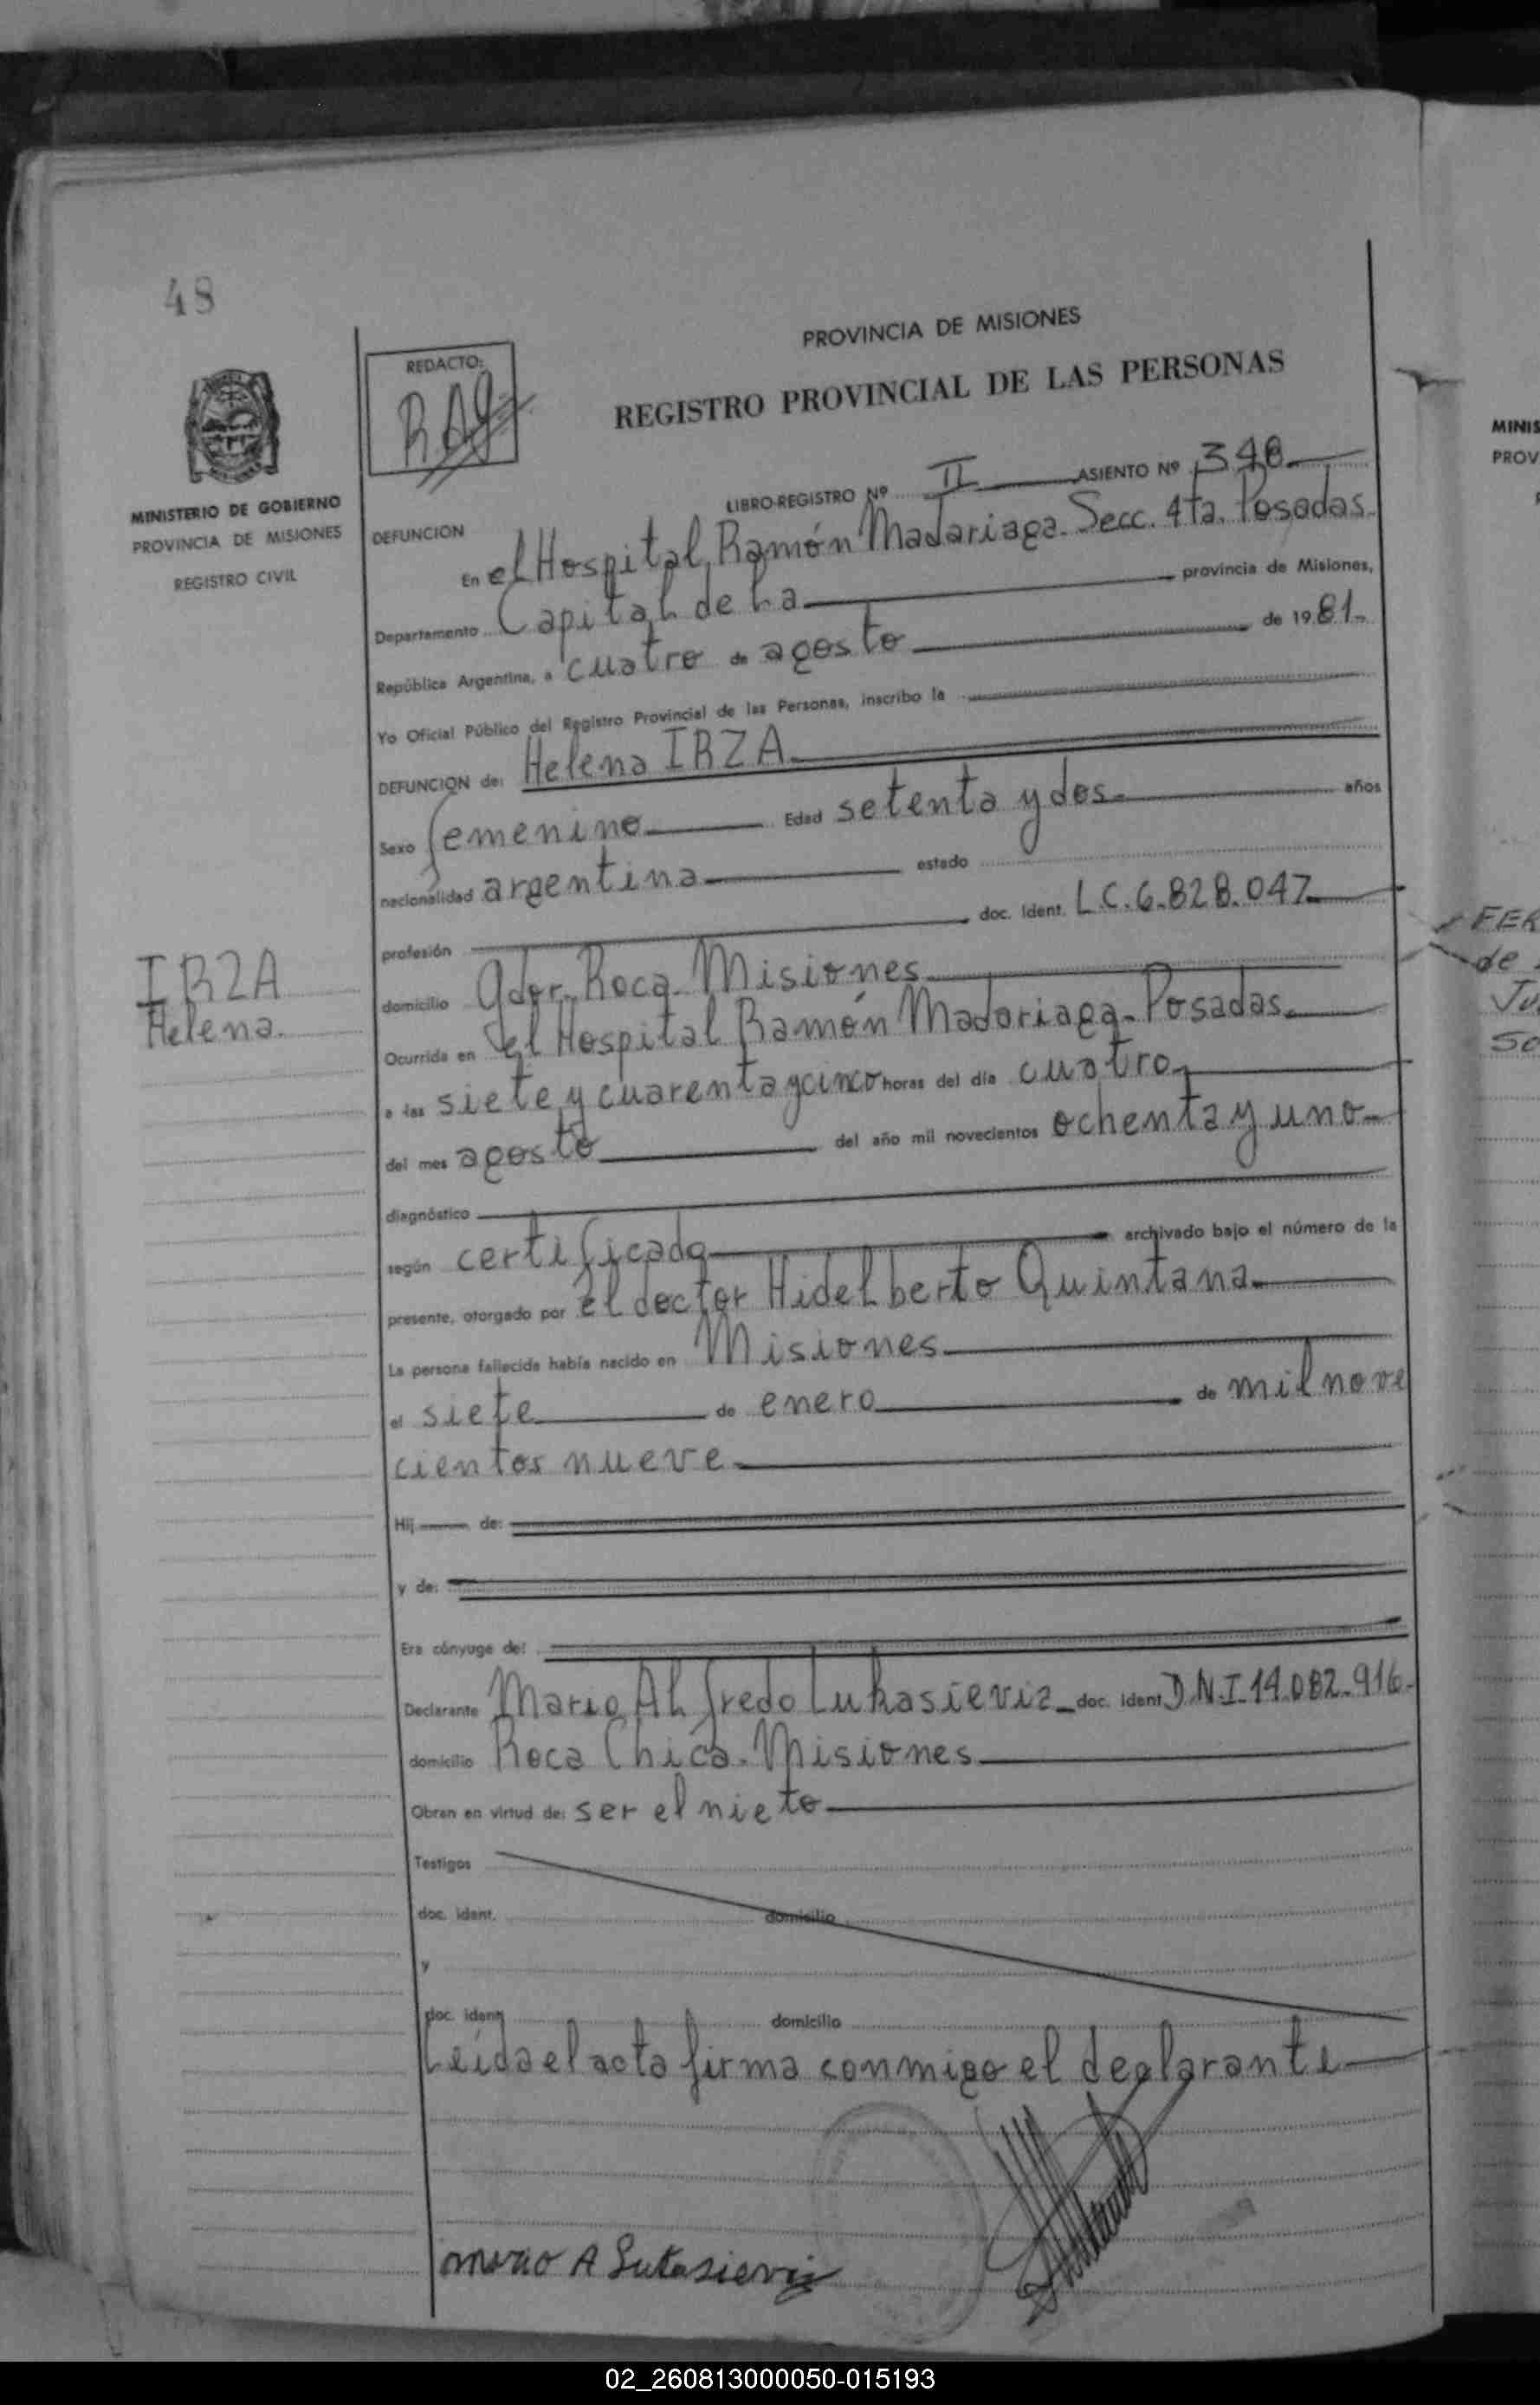 48
PROVINCIA DE MISIONES
REGISTRO PROVINCIAL DE LAS PERSONAS
REDACTO:
MINISTERIO DE GOBIERNO
PROVINCIA DE MISIONES
REGISTRO CIVIL
LIBRO-REGISTRO Nº II ASIENTO Nº 340
DEFUNCION
En el Hospital Ramón Madariaga. Secc. 4ta. Posadas.
Departamento Capital de la provincia de Misiones,
República Argentina, a cuatro de agosto de 1981.
Yo Oficial Público del Registro Provincial de las Personas, inscribo la
DEFUNCION de: Helena IRZA
Sexo femenino Edad setenta y dos años
nacionalidad argentina estado
profesión doc. ident. L.C. 6.828.047
domicilio Gdor. Roca. Misiones
Ocurrida en el Hospital Ramón Madariaga. Posadas.
a las siete y cuarenta y cinco horas del día cuatro
del mes agosto del año mil novecientos ochenta y uno
diagnóstico
según certificado archivado bajo el número de la
presente, otorgado por el doctor Hidelberto Quintana
La persona fallecida había nacido en Misiones
el siete de enero de mil nove
cientos nueve
Hij de:
y de:
Era cónyuge de:
Declarante Mario Alfredo Lukasieviz doc. ident D.N.I 14.082.916.
domicilio Roca Chica. Misiones
Obran en virtud de: ser el nieto
Testigos
doc. ident. domicilio
y
doc. ident domicilio
Leída el acta firma conmigo el declarante
Mario A Lukasieviz
IRZA
Helena.
MINIS
PROV
FER
de
Ju
So
02_260813000050-015193